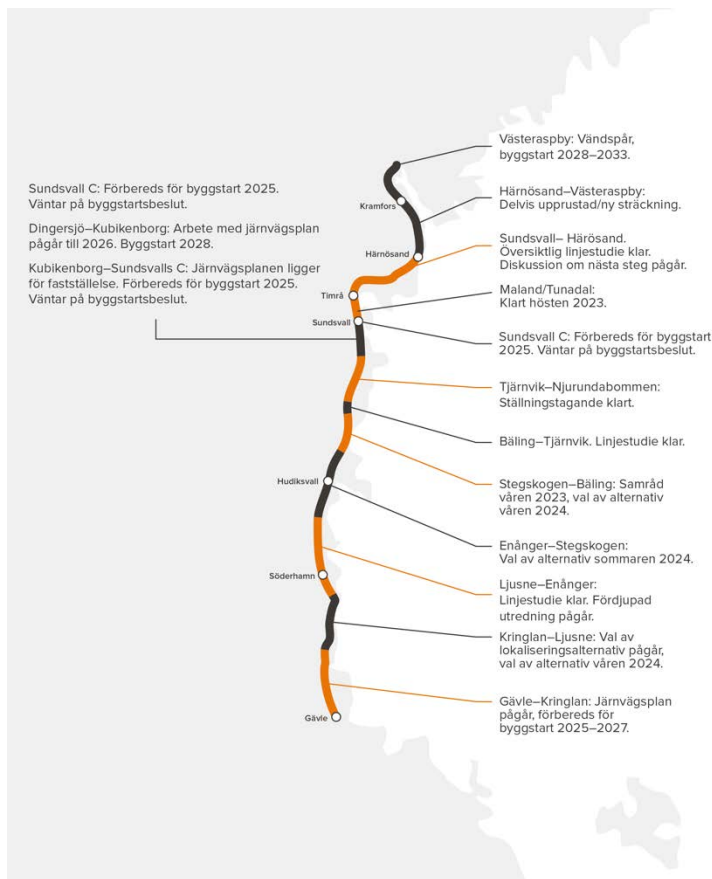 Sundsvall C: Förbereds för byggstart 2025.
Väntar på byggstartsbeslut.
Dingersjö–Kubikenborg: Arbete med järnvägsplan
pågår till 2026. Byggstart 2028.
Kubikenborg–Sundsvalls C: Järnvägsplanen ligger
för fastställelse. Förbereds för byggstart 2025.
Väntar på byggstartsbeslut.
Kramfors
Härnösand
Timrå
Sundsvall
Hudiksvall
Söderhamn
Gävle
Västeraspby: Vändspår,
byggstart 2028–2033.
Härnösand–Västeraspby:
Delvis upprustad/ny sträckning.
Sundsvall– Härösand.
Översiktlig linjestudie klar.
Diskussion om nästa steg pågår.
Maland/Tunadal:
Klart hösten 2023.
Sundsvall C: Förbereds för byggstart
2025. Väntar på byggstartsbeslut.
Tjärnvik–Njurundabommen:
Ställningstagande klart.
Bäling–Tjärnvik. Linjestudie klar.
Stegskogen–Bäling: Samråd
våren 2023, val av alternativ
våren 2024.
Enånger–Stegskogen:
Val av alternativ sommaren 2024.
Ljusne–Enånger:
Linjestudie klar. Fördjupad
utredning pågår.
Kringlan–Ljusne: Val av
lokaliseringsalternativ pågår,
val av alternativ våren 2024.
Gävle–Kringlan: Järnvägsplan
pågår, förbereds för
byggstart 2025–2027.